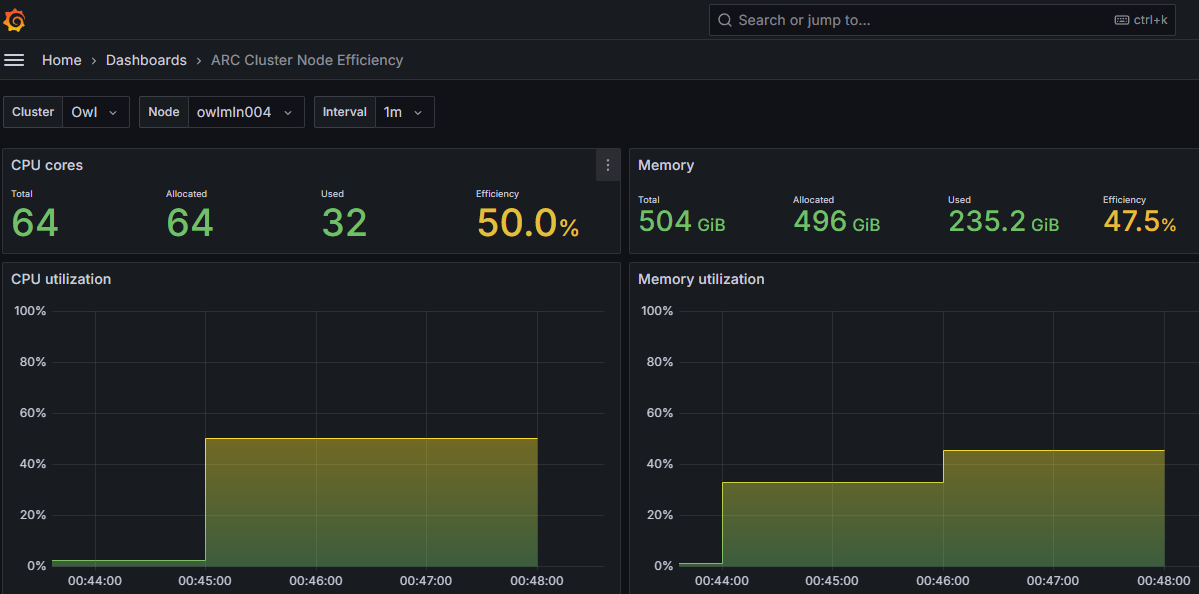 Search or jump to... ctrl+k
Home › Dashboards › ARC Cluster Node Efficiency
Cluster Owl Node owlmln004 Interval 1m
CPU cores
Total Allocated Used Efficiency
64 64 32 50.0%
Memory
Total Allocated Used Efficiency
504 GiB 496 GiB 235.2 GiB 47.5%
CPU utilization
100%
80%
60%
40%
20%
0%
00:44:00 00:45:00 00:46:00 00:47:00 00:48:00
Memory utilization
100%
80%
60%
40%
20%
0%
00:44:00 00:45:00 00:46:00 00:47:00 00:48:00